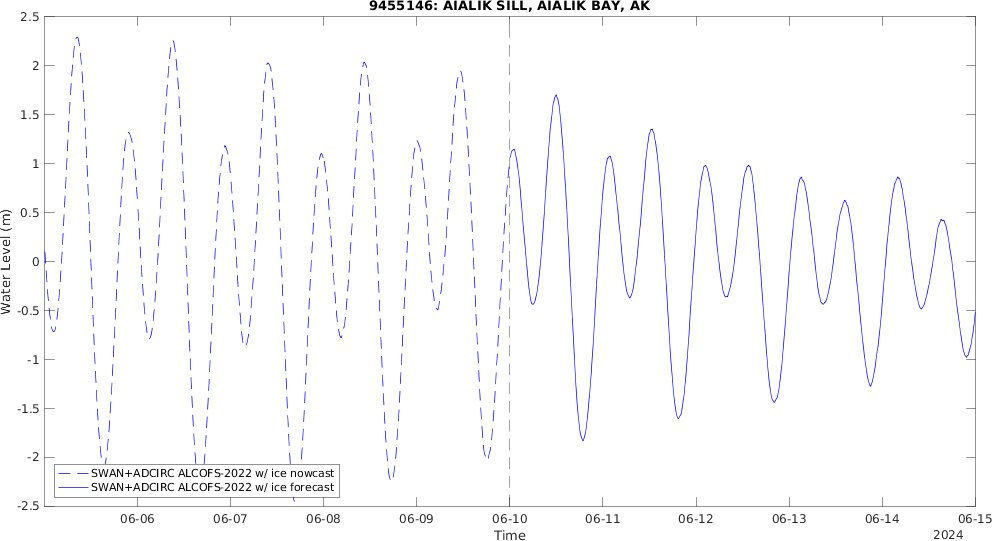 9455146: AIALIK SILL, AIALIK BAY, AK
2.5
2
1.5
1
0.5
0
-0.5
-1
-1.5
-2
-2.5
Water Level (m)
SWAN+ADCIRC ALCOFS-2022 w/ ice nowcast
SWAN+ADCIRC ALCOFS-2022 w/ ice forecast
06-06 06-07 06-08 06-09 06-10 06-11 06-12 06-13 06-14 06-15
Time
2024